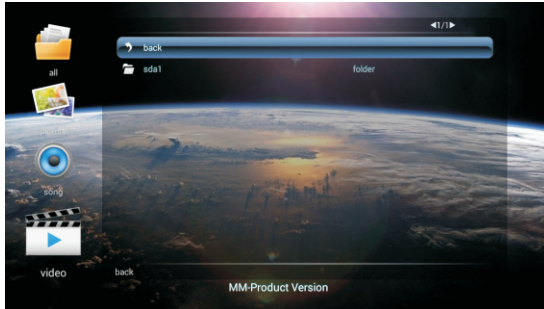 ◀1/1▶
back
all
sda1 folder
song
video
back
MM-Product Version